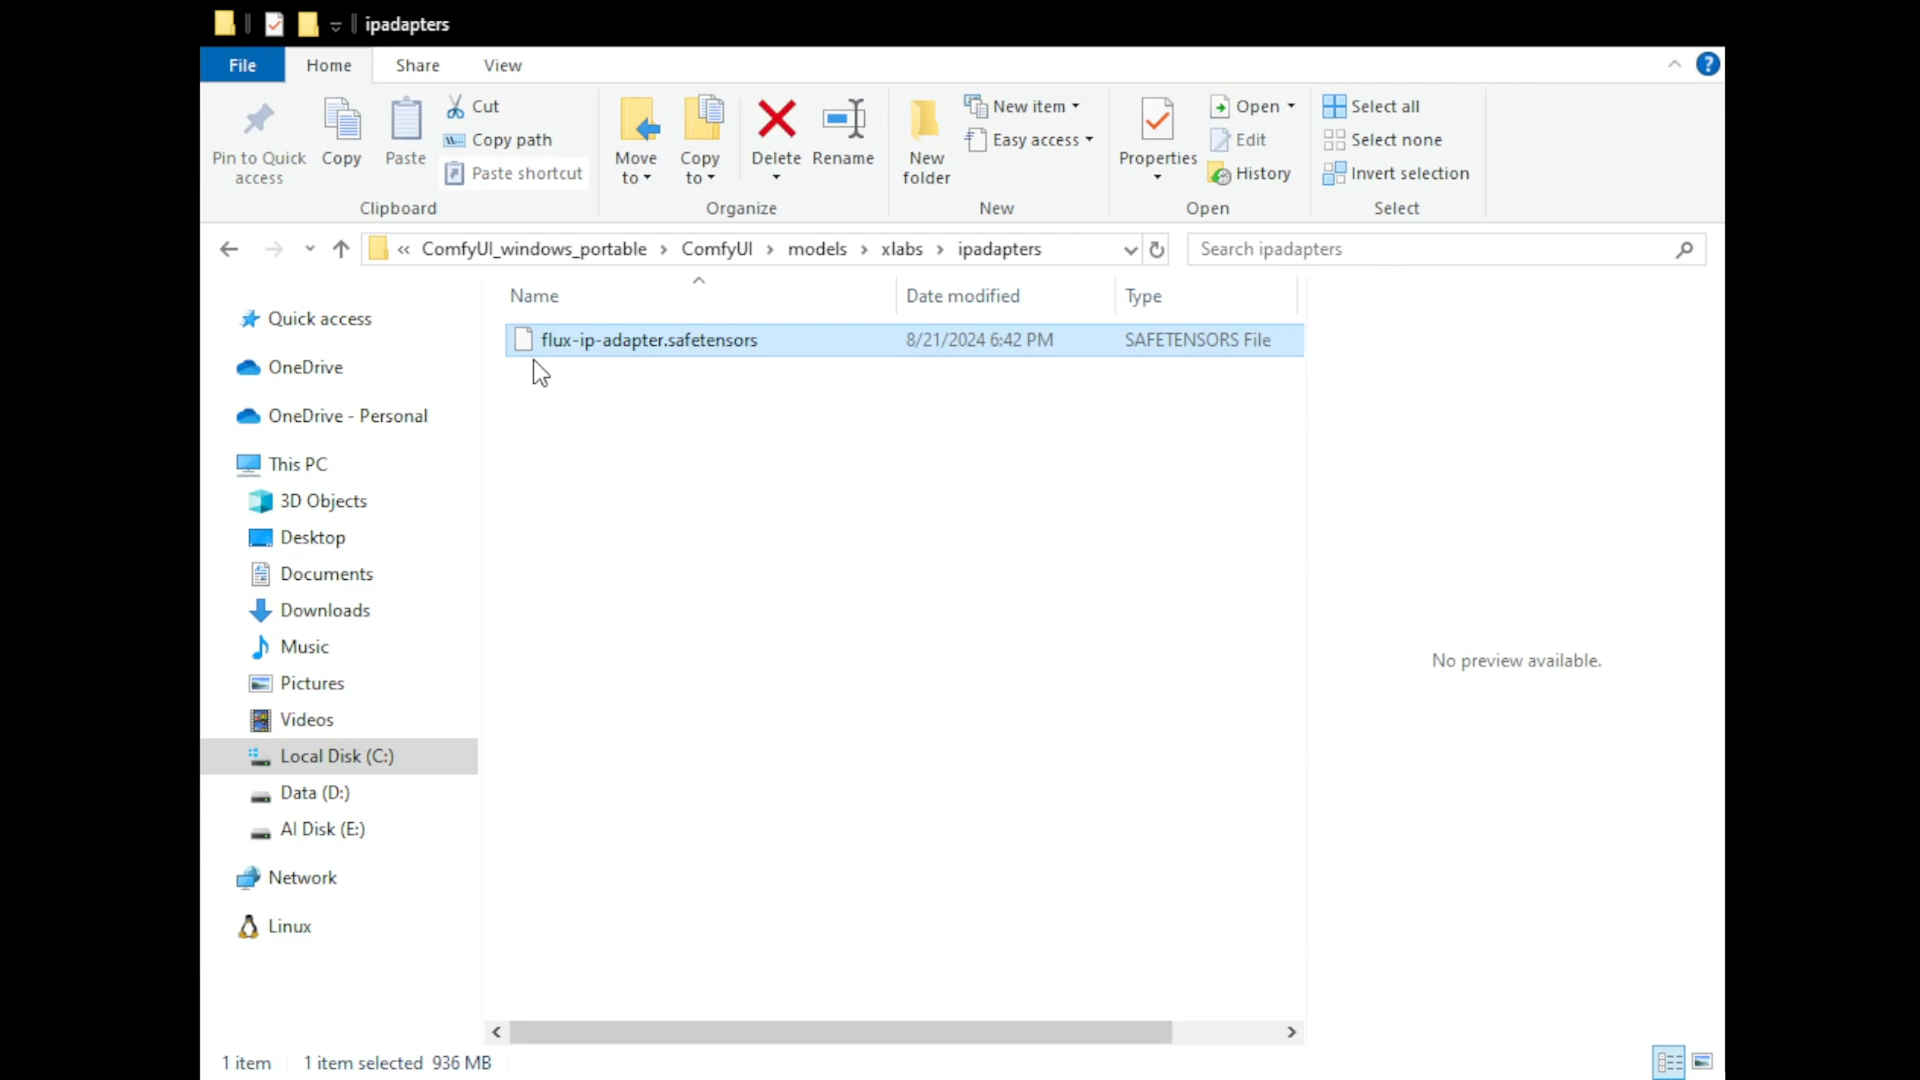 ipadapters
File Home Share View
Pin to Quick access
Copy
Paste
Cut
Copy path
Paste shortcut
Clipboard
Move to
Copy to
Delete
Rename
Organize
New folder
New item
Easy access
New
Properties
Open
Edit
History
Open
Select all
Select none
Invert selection
Select
« ComfyUI_windows_portable > ComfyUI > models > xlabs > ipadapters
Search ipadapters
Name Date modified Type
flux-ip-adapter.safetensors 8/21/2024 6:42 PM SAFETENSORS File
Quick access
OneDrive
OneDrive - Personal
This PC
3D Objects
Desktop
Documents
Downloads
Music
Pictures
Videos
Local Disk (C:)
Data (D:)
AI Disk (E:)
Network
Linux
No preview available.
1 item 1 item selected 936 MB